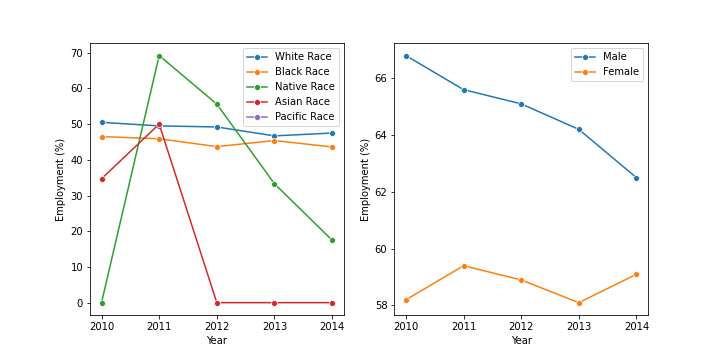 White Race
Black Race
Native Race
Asian Race
Pacific Race
70
60
50
40
30
20
10
0
Employment (%)
2010 2011 2012 2013 2014
Year
Male
Female
66
64
62
60
58
Employment (%)
2010 2011 2012 2013 2014
Year